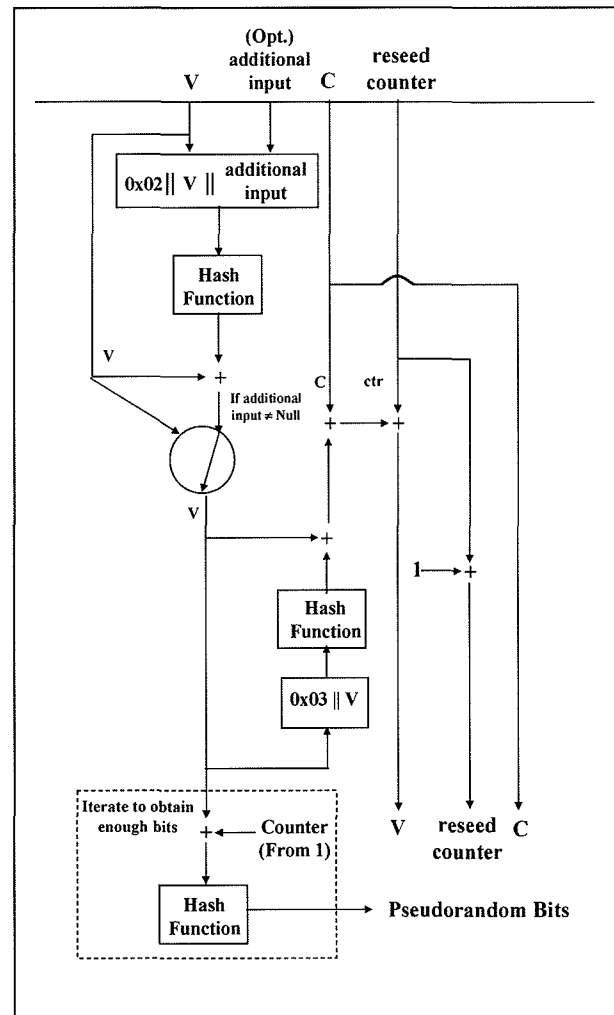 (Opt.)
additional
input
V
C
reseed
counter
0x02 || V ||
additional
input
Hash
Function
V
+
If additional
input ≠ Null
C
ctr
+
+
V
+
1
+
Hash
Function
0x03 || V
Iterate to obtain
enough bits
+
Counter
(From 1)
V
reseed
counter
C
Hash
Function
Pseudorandom Bits